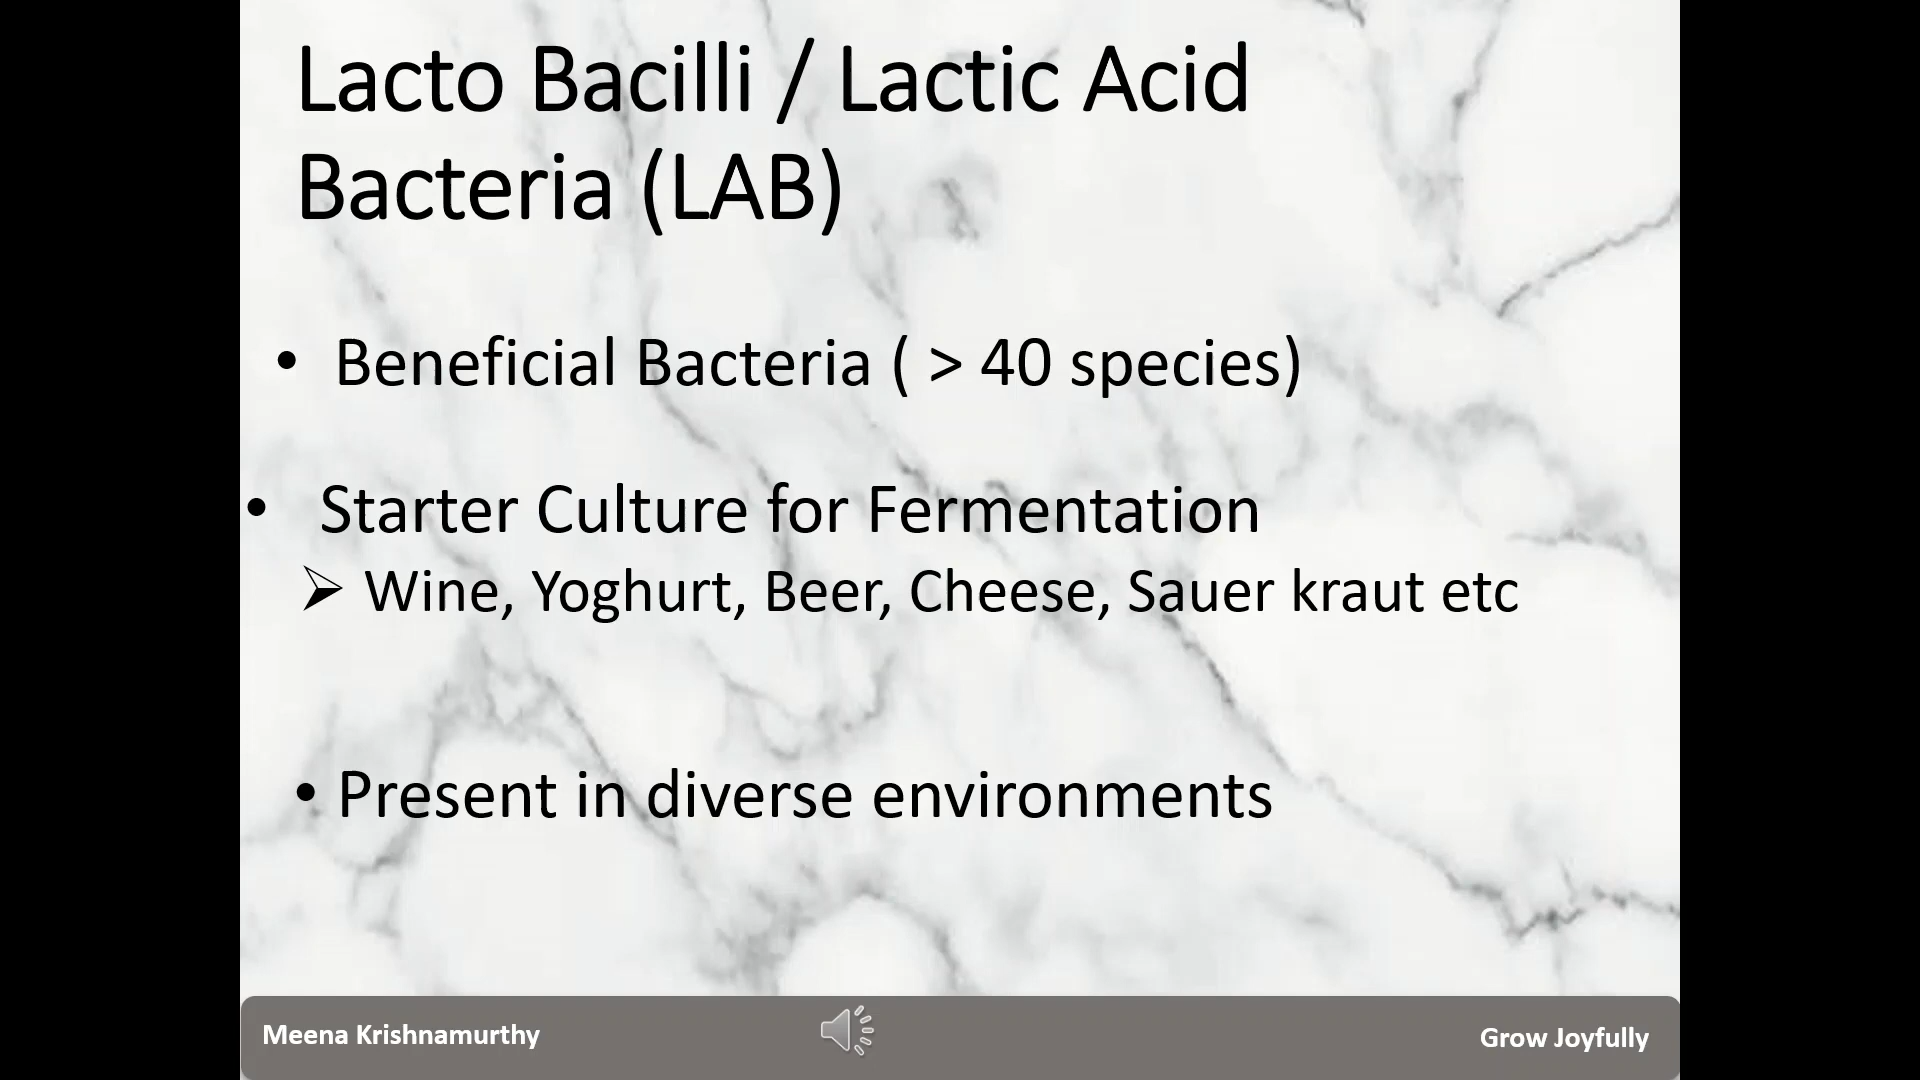 Lacto Bacilli / Lactic Acid
Bacteria (LAB)
• Beneficial Bacteria ( > 40 species)
• Starter Culture for Fermentation
➢ Wine, Yoghurt, Beer, Cheese, Sauer kraut etc
• Present in diverse environments
Meena Krishnamurthy
Grow Joyfully